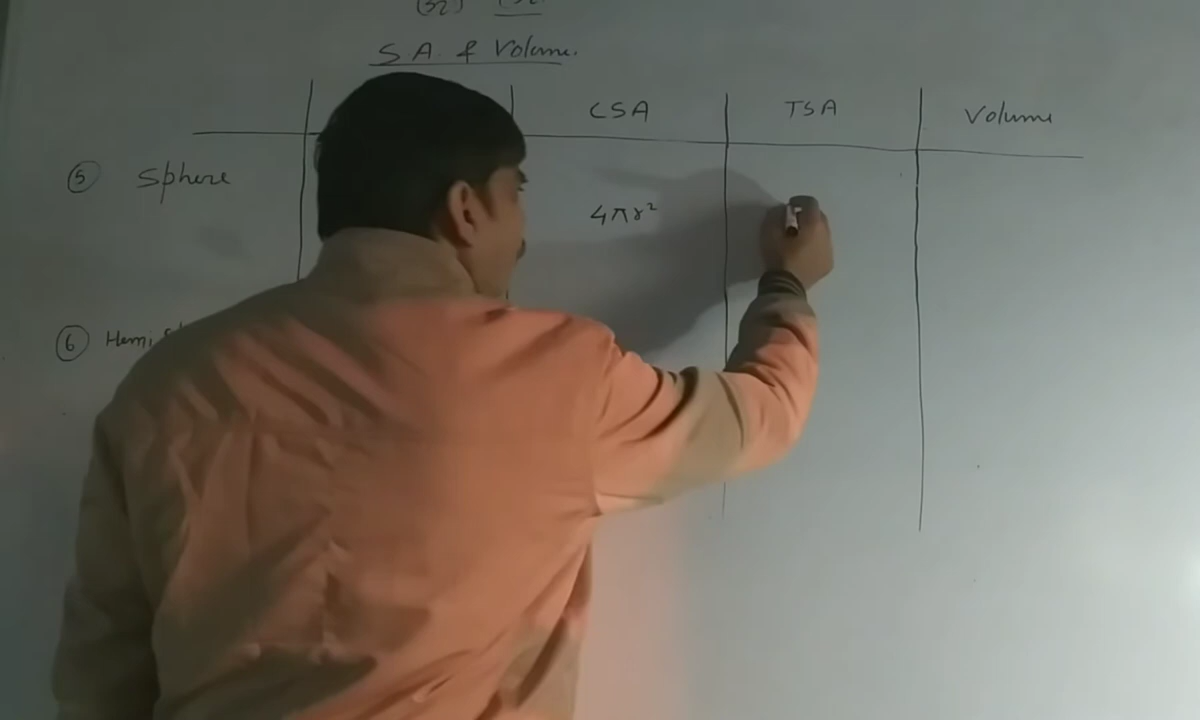 S.A. & Volume.
CSA TSA Volume
⑤ Sphere 4πr²
⑥ Hemi